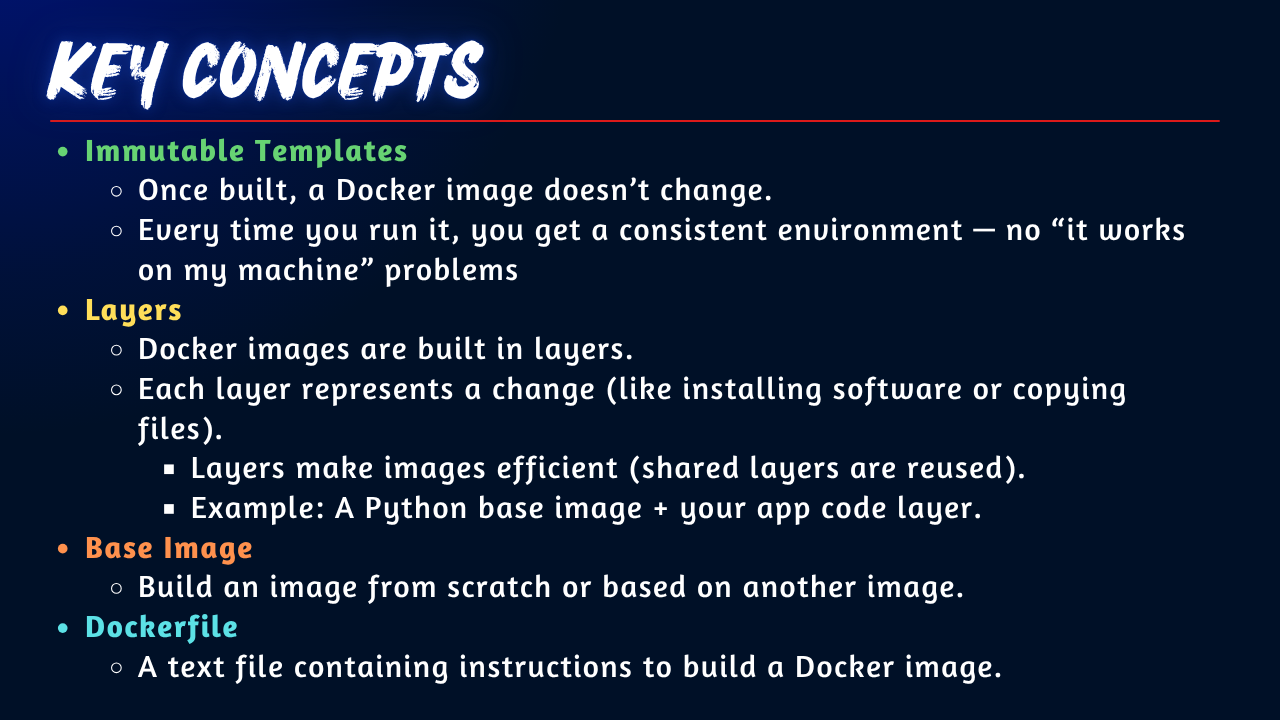 KEY CONCEPTS
• Immutable Templates
○ Once built, a Docker image doesn’t change.
○ Every time you run it, you get a consistent environment — no “it works
on my machine” problems
• Layers
○ Docker images are built in layers.
○ Each layer represents a change (like installing software or copying
files).
▪ Layers make images efficient (shared layers are reused).
▪ Example: A Python base image + your app code layer.
• Base Image
○ Build an image from scratch or based on another image.
• Dockerfile
○ A text file containing instructions to build a Docker image.